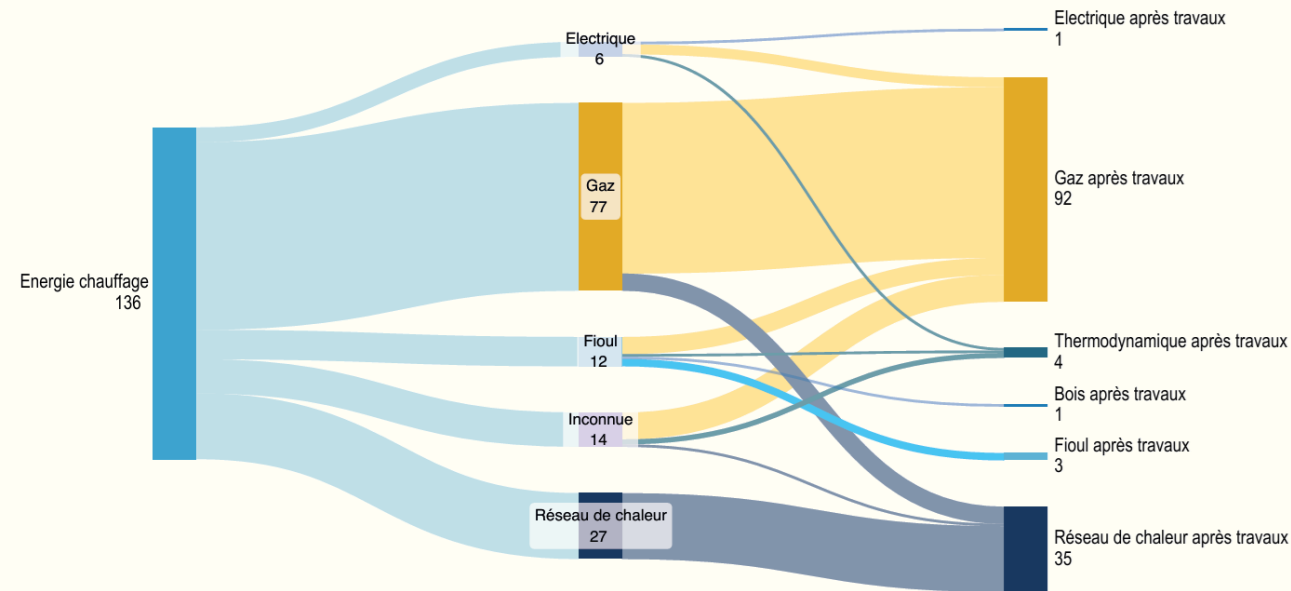 Energie chauffage
136
Electrique
6
Gaz
77
Fioul
12
Inconnue
14
Réseau de chaleur
27
Electrique après travaux
1
Gaz après travaux
92
Thermodynamique après travaux
4
Bois après travaux
1
Fioul après travaux
3
Réseau de chaleur après travaux
35